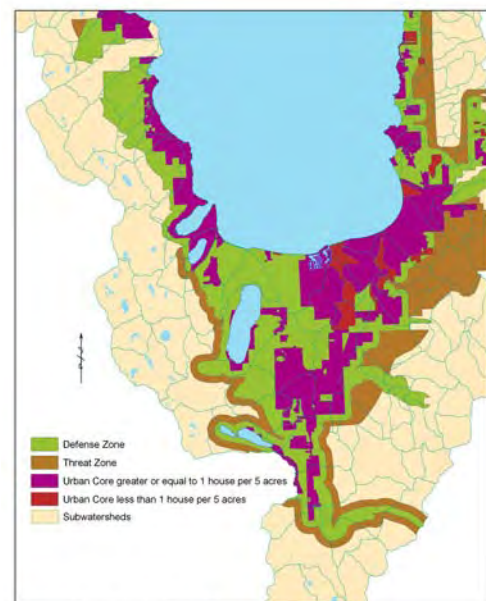 Defense Zone
Threat Zone
Urban Core greater or equal to 1 house per 5 acres
Urban Core less than 1 house per 5 acres
Subwatersheds